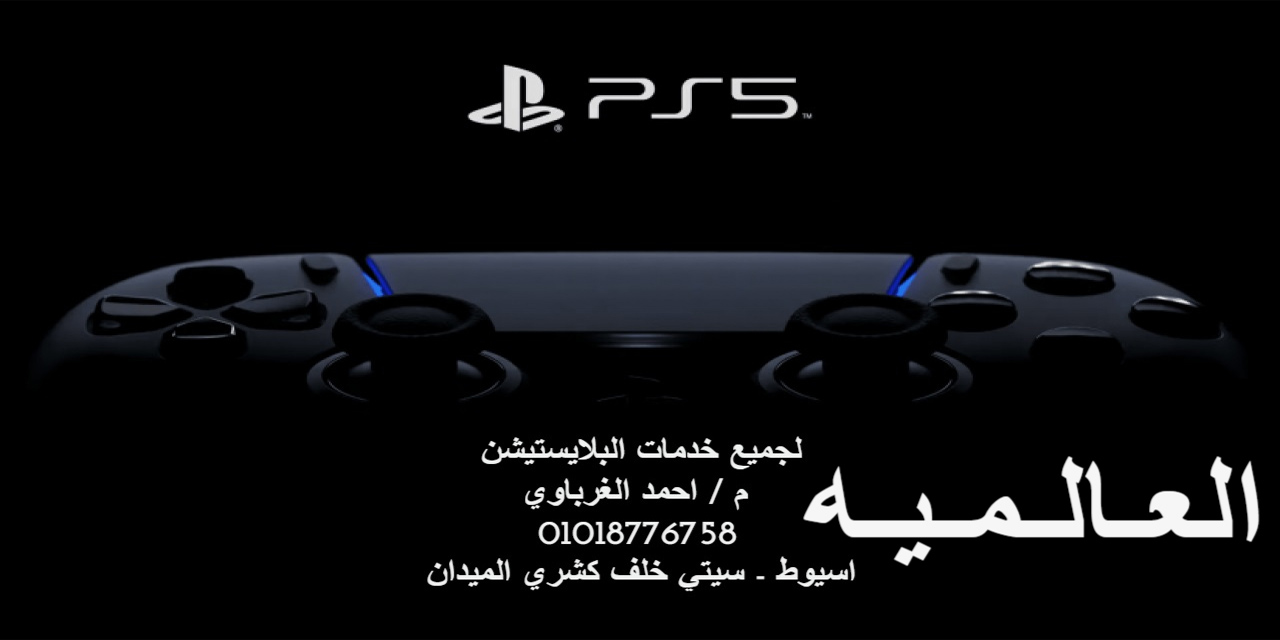 PS5
لجميع خدمات البلايستيشن
م / احمد الغرباوي
01018776758
اسيوط - سيتي خلف كشري الميدان
العالميه